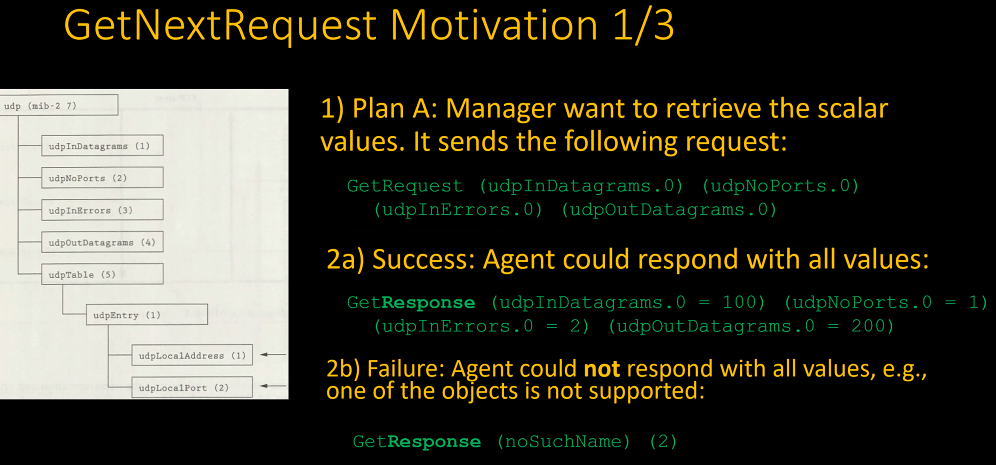 GetNextRequest Motivation 1/3
udp (mib-2 7)
udpInDatagrams (1)
udpNoPorts (2)
udpInErrors (3)
udpOutDatagrams (4)
udpTable (5)
udpEntry (1)
udpLocalAddress (1)
udpLocalPort (2)
1) Plan A: Manager want to retrieve the scalar
values. It sends the following request:
GetRequest (udpInDatagrams.0) (udpNoPorts.0)
(udpInErrors.0) (udpOutDatagrams.0)
2a) Success: Agent could respond with all values:
GetResponse (udpInDatagrams.0 = 100) (udpNoPorts.0 = 1)
(udpInErrors.0 = 2) (udpOutDatagrams.0 = 200)
2b) Failure: Agent could not respond with all values, e.g.,
one of the objects is not supported:
GetResponse (noSuchName) (2)